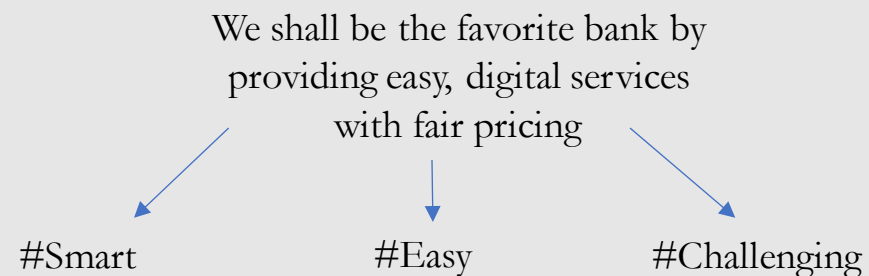 We shall be the favorite bank by
providing easy, digital services
with fair pricing
#Smart #Easy #Challenging